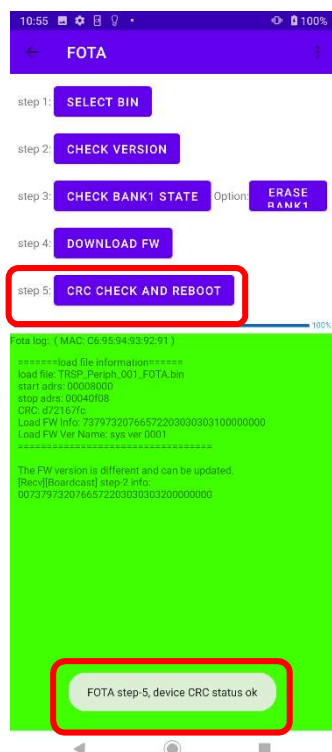 10:55 100%
FOTA
step 1: SELECT BIN
step 2: CHECK VERSION
step 3: CHECK BANK1 STATE Option: ERASE BANK1
step 4: DOWNLOAD FW
step 5: CRC CHECK AND REBOOT
100%
Fota log: ( MAC: C6:95:94:93:92:91 )
=======load file information======
load file: TRSP_Periph_001_FOTA.bin
start adrs: 00008000
stop adrs: 00040f08
CRC: d72167fc
Load FW Info: 73797320766572203030303100000000
Load FW Ver Name: sys ver 0001
==================================
The FW version is different and can be updated.
[Recv][Boardcast] step-2 info:
0073797320766572203030303200000000
FOTA step-5, device CRC status ok